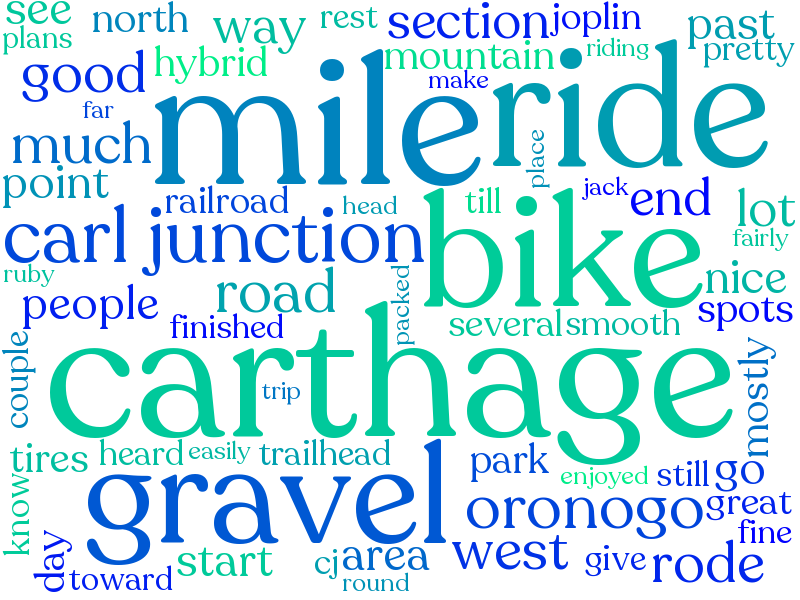 see
north
way
rest
section
joplin
past
plans
good
hybrid
mountain
riding
pretty
make
far
mile
ride
much
place
point
railroad
head
till
jack
end
lot
carl junction
bike
fairly
ruby
nice
people
road
packed
spots
finished
several
smooth
couple
carthage
trip
mostly
tires
heard
easily
trailhead
park
enjoyed
still
go
know
gravel
oronogo
great
fine
day
toward
start
cj
area
round
west
give
rode